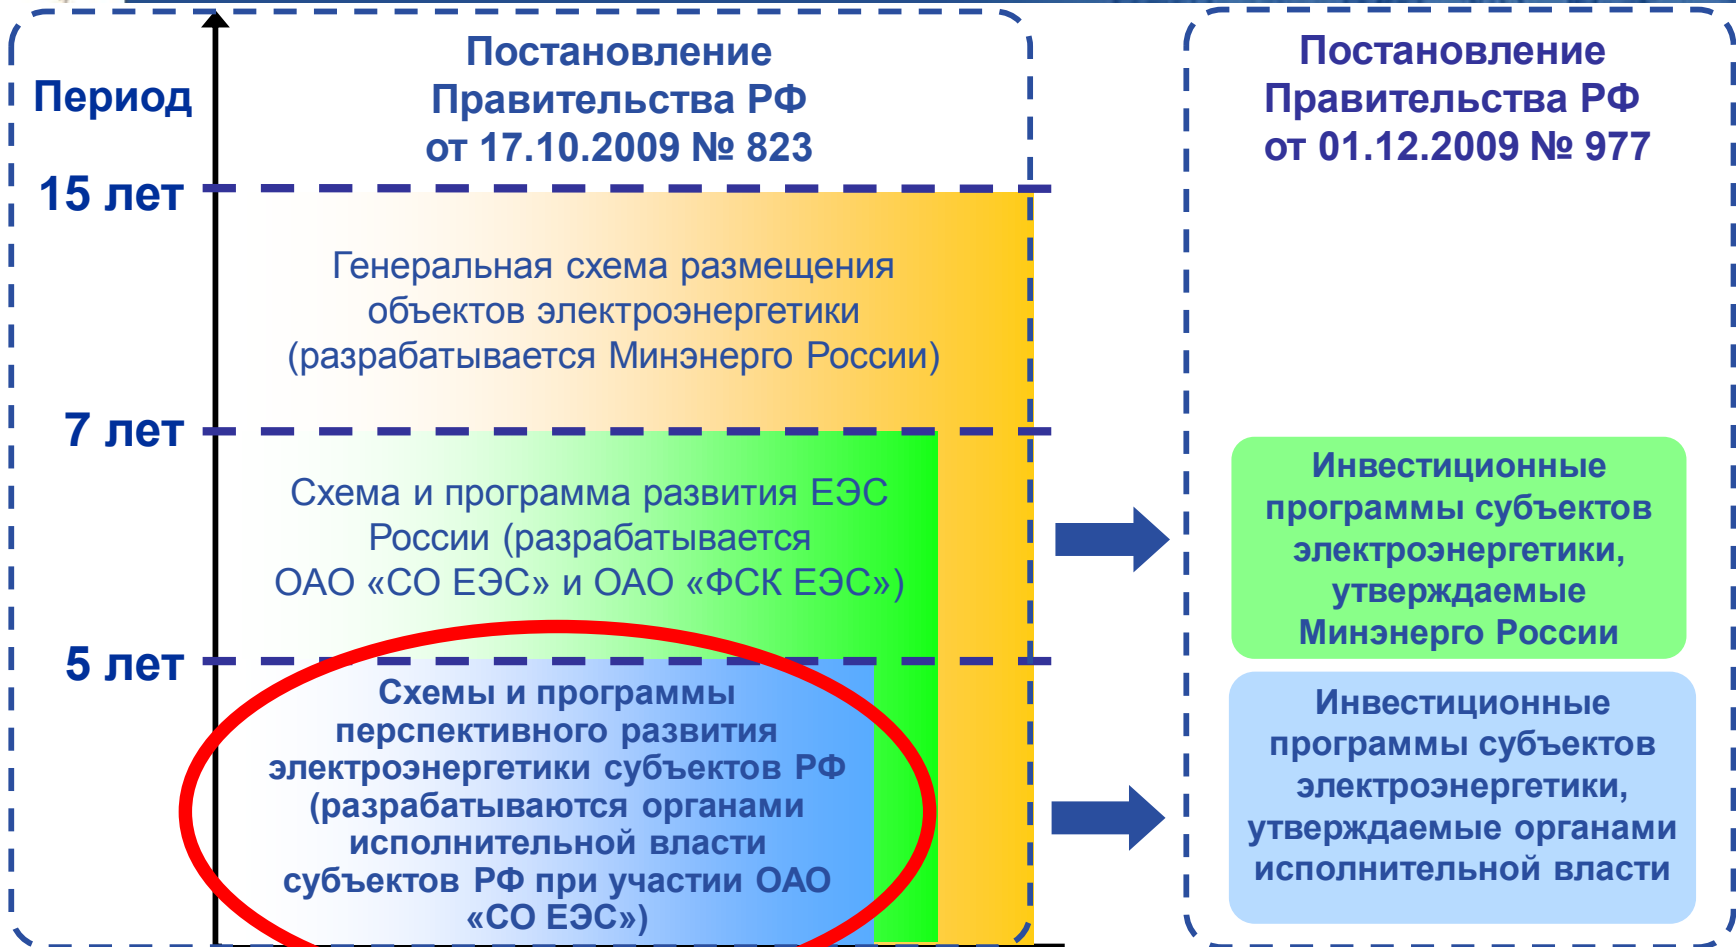 Период
Постановление
Правительства РФ
от 17.10.2009 № 823
15 лет
Генеральная схема размещения
объектов электроэнергетики
(разрабатывается Минэнерго России)
7 лет
Схема и программа развития ЕЭС
России (разрабатывается
ОАО «СО ЕЭС» и ОАО «ФСК ЕЭС»)
5 лет
Схемы и программы
перспективного развития
электроэнергетики субъектов РФ
(разрабатываются органами
исполнительной власти
субъектов РФ при участии ОАО
«СО ЕЭС»)
Постановление
Правительства РФ
от 01.12.2009 № 977
Инвестиционные
программы субъектов
электроэнергетики,
утверждаемые
Минэнерго России
Инвестиционные
программы субъектов
электроэнергетики,
утверждаемые органами
исполнительной власти